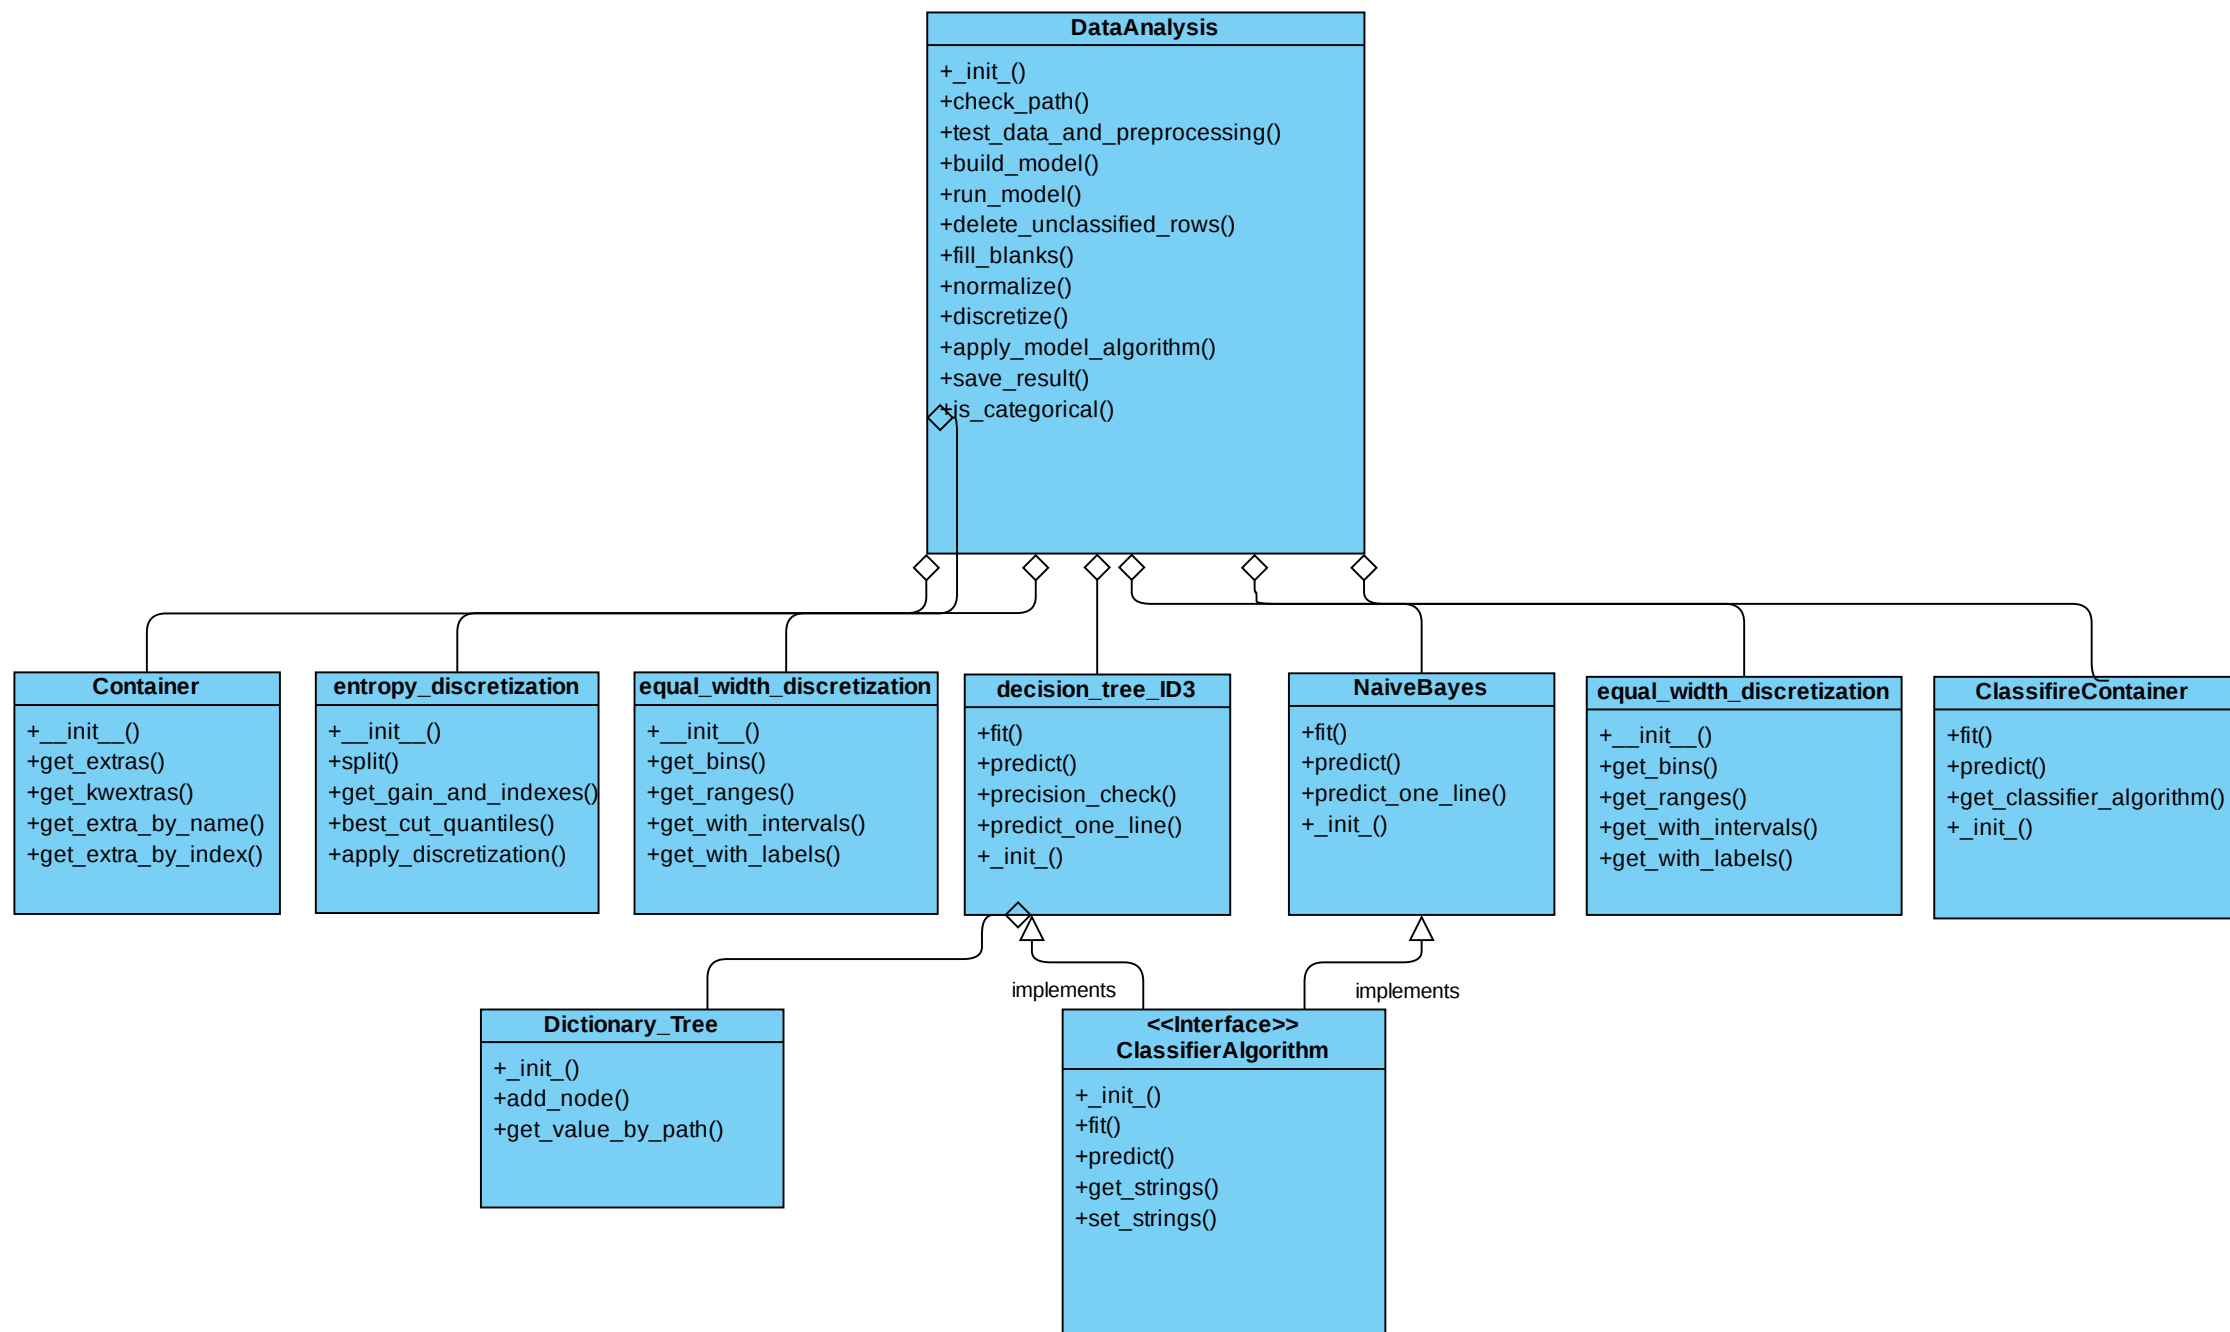 DataAnalysis
+_init_()
+check_path()
+test_data_and_preprocessing()
+build_model()
+run_model()
+delete_unclassified_rows()
+fill_blanks()
+normalize()
+discretize()
+apply_model_algorithm()
+save_result()
+is_categorical()
Container
+__init__()
+get_extras()
+get_kwextras()
+get_extra_by_name()
+get_extra_by_index()
entropy_discretization
+__init__()
+split()
+get_gain_and_indexes()
+best_cut_quantiles()
+apply_discretization()
equal_width_discretization
+__init__()
+get_bins()
+get_ranges()
+get_with_intervals()
+get_with_labels()
decision_tree_ID3
+fit()
+predict()
+precision_check()
+predict_one_line()
+_init_()
NaiveBayes
+fit()
+predict()
+predict_one_line()
+_init_()
equal_width_discretization
+__init__()
+get_bins()
+get_ranges()
+get_with_intervals()
+get_with_labels()
ClassifireContainer
+fit()
+predict()
+get_classifier_algorithm()
+_init_()
implements
implements
Dictionary_Tree
+_init_()
+add_node()
+get_value_by_path()
<<Interface>>
ClassifierAlgorithm
+_init_()
+fit()
+predict()
+get_strings()
+set_strings()